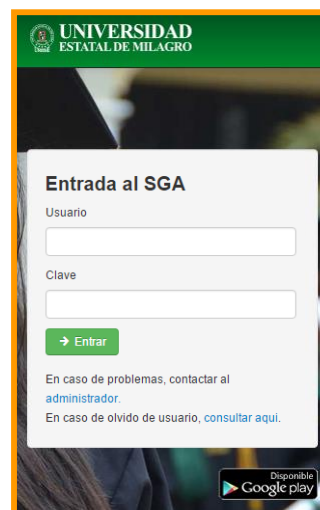 UNIVERSIDAD
ESTATAL DE MILAGRO
Entrada al SGA
Usuario
Clave
→ Entrar
En caso de problemas, contactar al
administrador.
En caso de olvido de usuario, consultar aqui.
Disponible
Google play